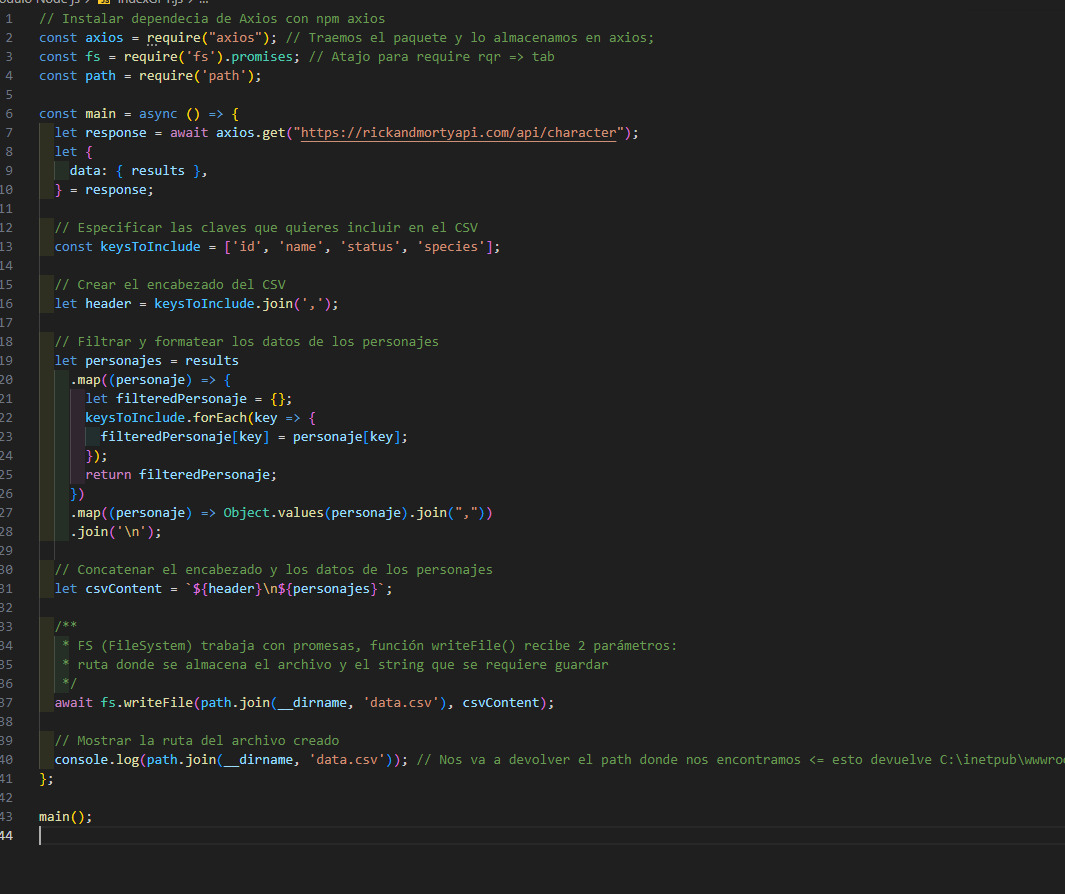 1 // Instalar dependecia de Axios con npm axios
2 const axios = require("axios"); // Traemos el paquete y lo almacenamos en axios;
3 const fs = require('fs').promises; // Atajo para require rqr => tab
4 const path = require('path');
5
6 const main = async () => {
7 let response = await axios.get("https://rickandmortyapi.com/api/character");
8 let {
9 data: { results },
10 } = response;
11
12 // Especificar las claves que quieres incluir en el CSV
13 const keysToInclude = ['id', 'name', 'status', 'species'];
14
15 // Crear el encabezado del CSV
16 let header = keysToInclude.join(',');
17
18 // Filtrar y formatear los datos de los personajes
19 let personajes = results
20 .map((personaje) => {
21 let filteredPersonaje = {};
22 keysToInclude.forEach(key => {
23 filteredPersonaje[key] = personaje[key];
24 });
25 return filteredPersonaje;
26 })
27 .map((personaje) => Object.values(personaje).join(","))
28 .join('\n');
29
30 // Concatenar el encabezado y los datos de los personajes
31 let csvContent = `${header}\n${personajes}`;
32
33 /**
34 * FS (FileSystem) trabaja con promesas, función writeFile() recibe 2 parámetros:
35 * ruta donde se almacena el archivo y el string que se requiere guardar
36 */
37 await fs.writeFile(path.join(__dirname, 'data.csv'), csvContent);
38
39 // Mostrar la ruta del archivo creado
40 console.log(path.join(__dirname, 'data.csv')); // Nos va a devolver el path donde nos encontramos <= esto devuelve C:\inetpub\wwwro
41 };
42
43 main();
44